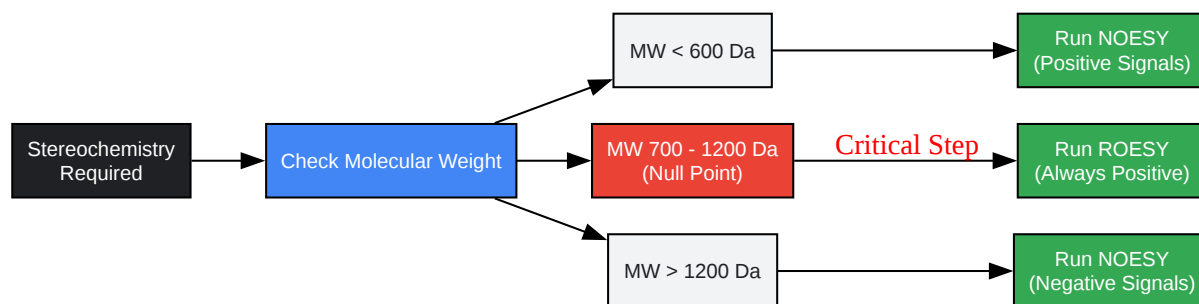 Stereochemistry
Required
Check Molecular Weight
MW < 600 Da
Run NOESY
(Positive Signals)
MW 700 - 1200 Da
(Null Point)
Critical Step
Run ROESY
(Always Positive)
MW > 1200 Da
Run NOESY
(Negative Signals)